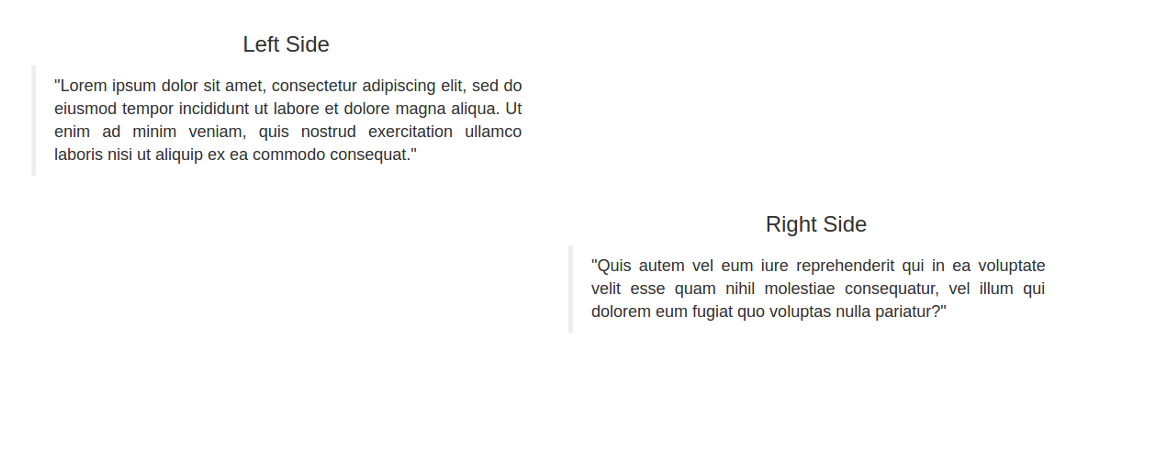 Left Side
"Lorem ipsum dolor sit amet, consectetur adipiscing elit, sed do
eiusmod tempor incididunt ut labore et dolore magna aliqua. Ut
enim ad minim veniam, quis nostrud exercitation ullamco
laboris nisi ut aliquip ex ea commodo consequat."
Right Side
"Quis autem vel eum iure reprehenderit qui in ea voluptate
velit esse quam nihil molestiae consequatur, vel illum qui
dolorem eum fugiat quo voluptas nulla pariatur?"